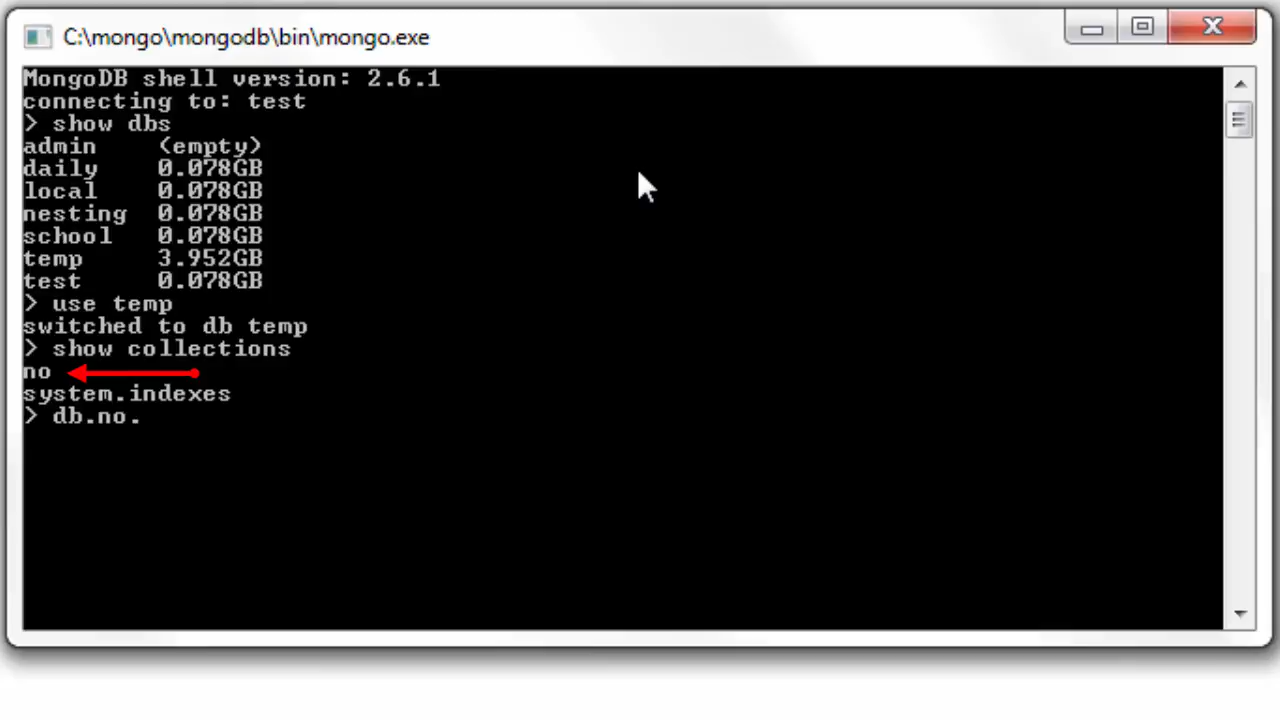 C:\mongo\mongodb\bin\mongo.exe
MongoDB shell version: 2.6.1
connecting to: test
> show dbs
admin    (empty)
daily    0.078GB
local    0.078GB
nesting  0.078GB
school   0.078GB
temp     3.952GB
test     0.078GB
> use temp
switched to db temp
> show collections
no
system.indexes
> db.no.